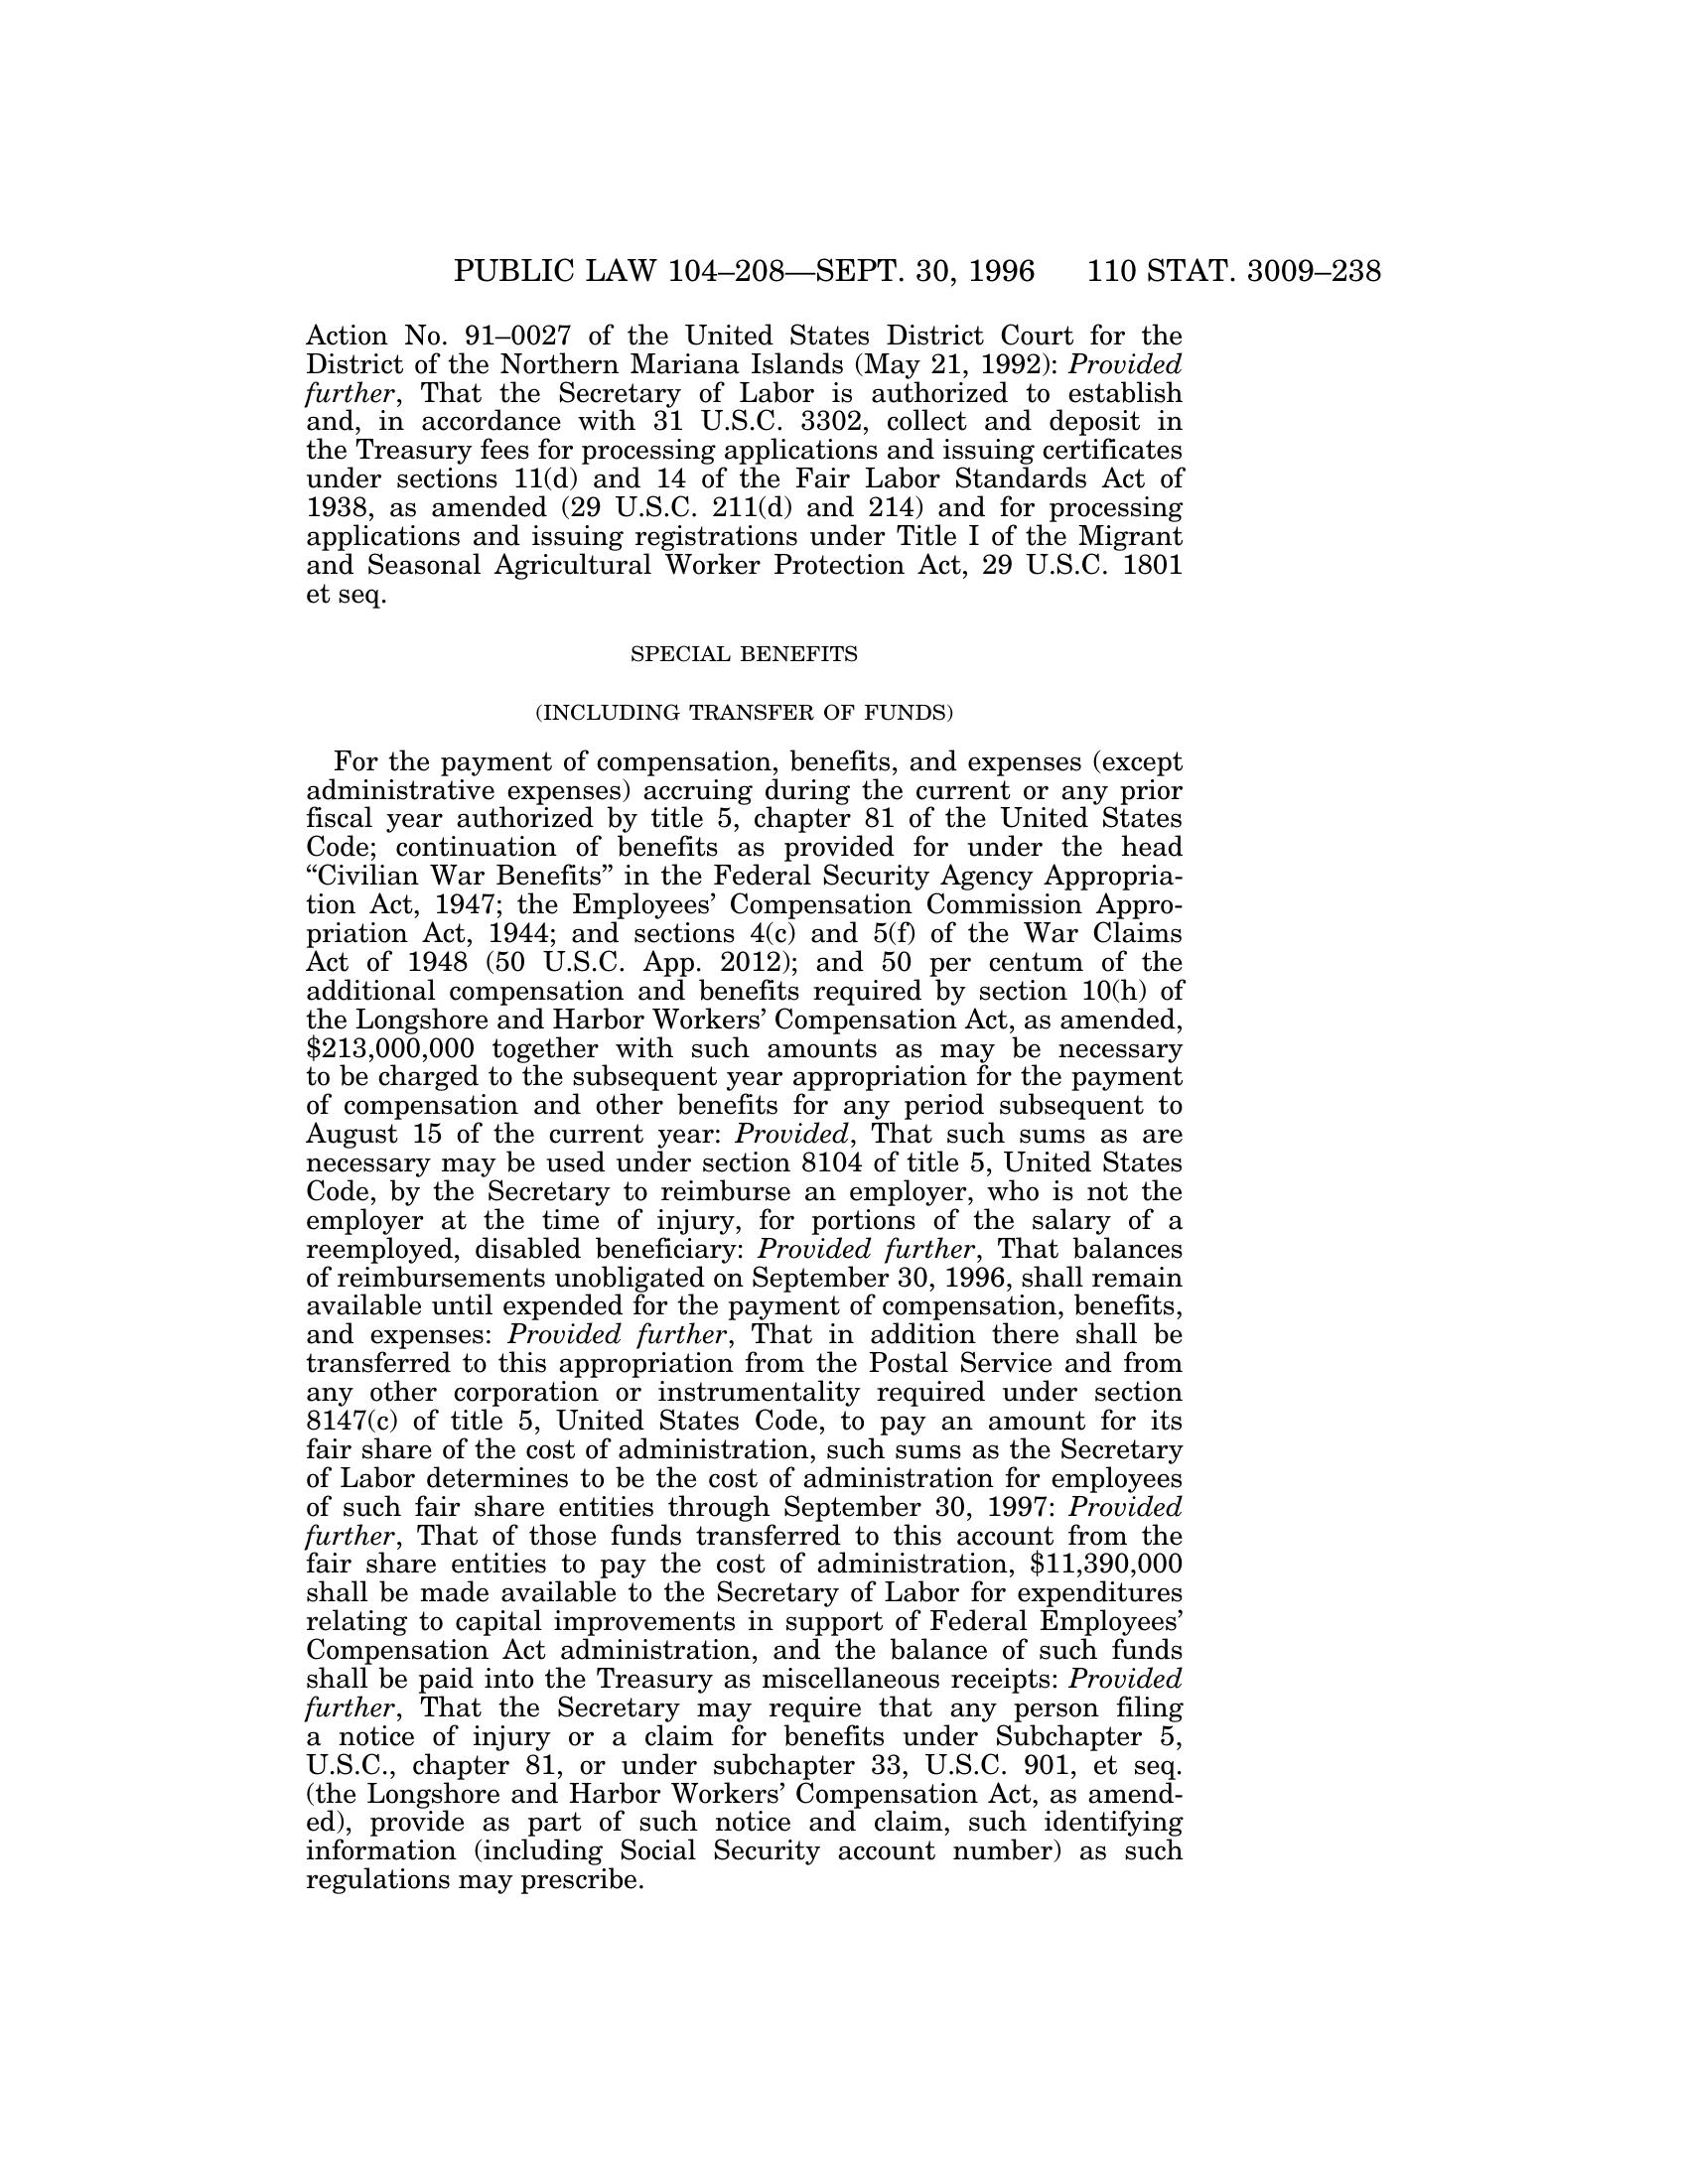 PUBLIC LAW 104–208—SEPT. 30, 1996 110 STAT. 3009–238
Action No. 91–0027 of the United States District Court for the
District of the Northern Mariana Islands (May 21, 1992): Provided
further, That the Secretary of Labor is authorized to establish
and, in accordance with 31 U.S.C. 3302, collect and deposit in
the Treasury fees for processing applications and issuing certificates
under sections 11(d) and 14 of the Fair Labor Standards Act of
1938, as amended (29 U.S.C. 211(d) and 214) and for processing
applications and issuing registrations under Title I of the Migrant
and Seasonal Agricultural Worker Protection Act, 29 U.S.C. 1801
et seq.
SPECIAL BENEFITS
(INCLUDING TRANSFER OF FUNDS)
For the payment of compensation, benefits, and expenses (except
administrative expenses) accruing during the current or any prior
fiscal year authorized by title 5, chapter 81 of the United States
Code; continuation of benefits as provided for under the head
“Civilian War Benefits” in the Federal Security Agency Appropria-
tion Act, 1947; the Employees’ Compensation Commission Appro-
priation Act, 1944; and sections 4(c) and 5(f) of the War Claims
Act of 1948 (50 U.S.C. App. 2012); and 50 per centum of the
additional compensation and benefits required by section 10(h) of
the Longshore and Harbor Workers’ Compensation Act, as amended,
$213,000,000 together with such amounts as may be necessary
to be charged to the subsequent year appropriation for the payment
of compensation and other benefits for any period subsequent to
August 15 of the current year: Provided, That such sums as are
necessary may be used under section 8104 of title 5, United States
Code, by the Secretary to reimburse an employer, who is not the
employer at the time of injury, for portions of the salary of a
reemployed, disabled beneficiary: Provided further, That balances
of reimbursements unobligated on September 30, 1996, shall remain
available until expended for the payment of compensation, benefits,
and expenses: Provided further, That in addition there shall be
transferred to this appropriation from the Postal Service and from
any other corporation or instrumentality required under section
8147(c) of title 5, United States Code, to pay an amount for its
fair share of the cost of administration, such sums as the Secretary
of Labor determines to be the cost of administration for employees
of such fair share entities through September 30, 1997: Provided
further, That of those funds transferred to this account from the
fair share entities to pay the cost of administration, $11,390,000
shall be made available to the Secretary of Labor for expenditures
relating to capital improvements in support of Federal Employees’
Compensation Act administration, and the balance of such funds
shall be paid into the Treasury as miscellaneous receipts: Provided
further, That the Secretary may require that any person filing
a notice of injury or a claim for benefits under Subchapter 5,
U.S.C., chapter 81, or under subchapter 33, U.S.C. 901, et seq.
(the Longshore and Harbor Workers’ Compensation Act, as amend-
ed), provide as part of such notice and claim, such identifying
information (including Social Security account number) as such
regulations may prescribe.